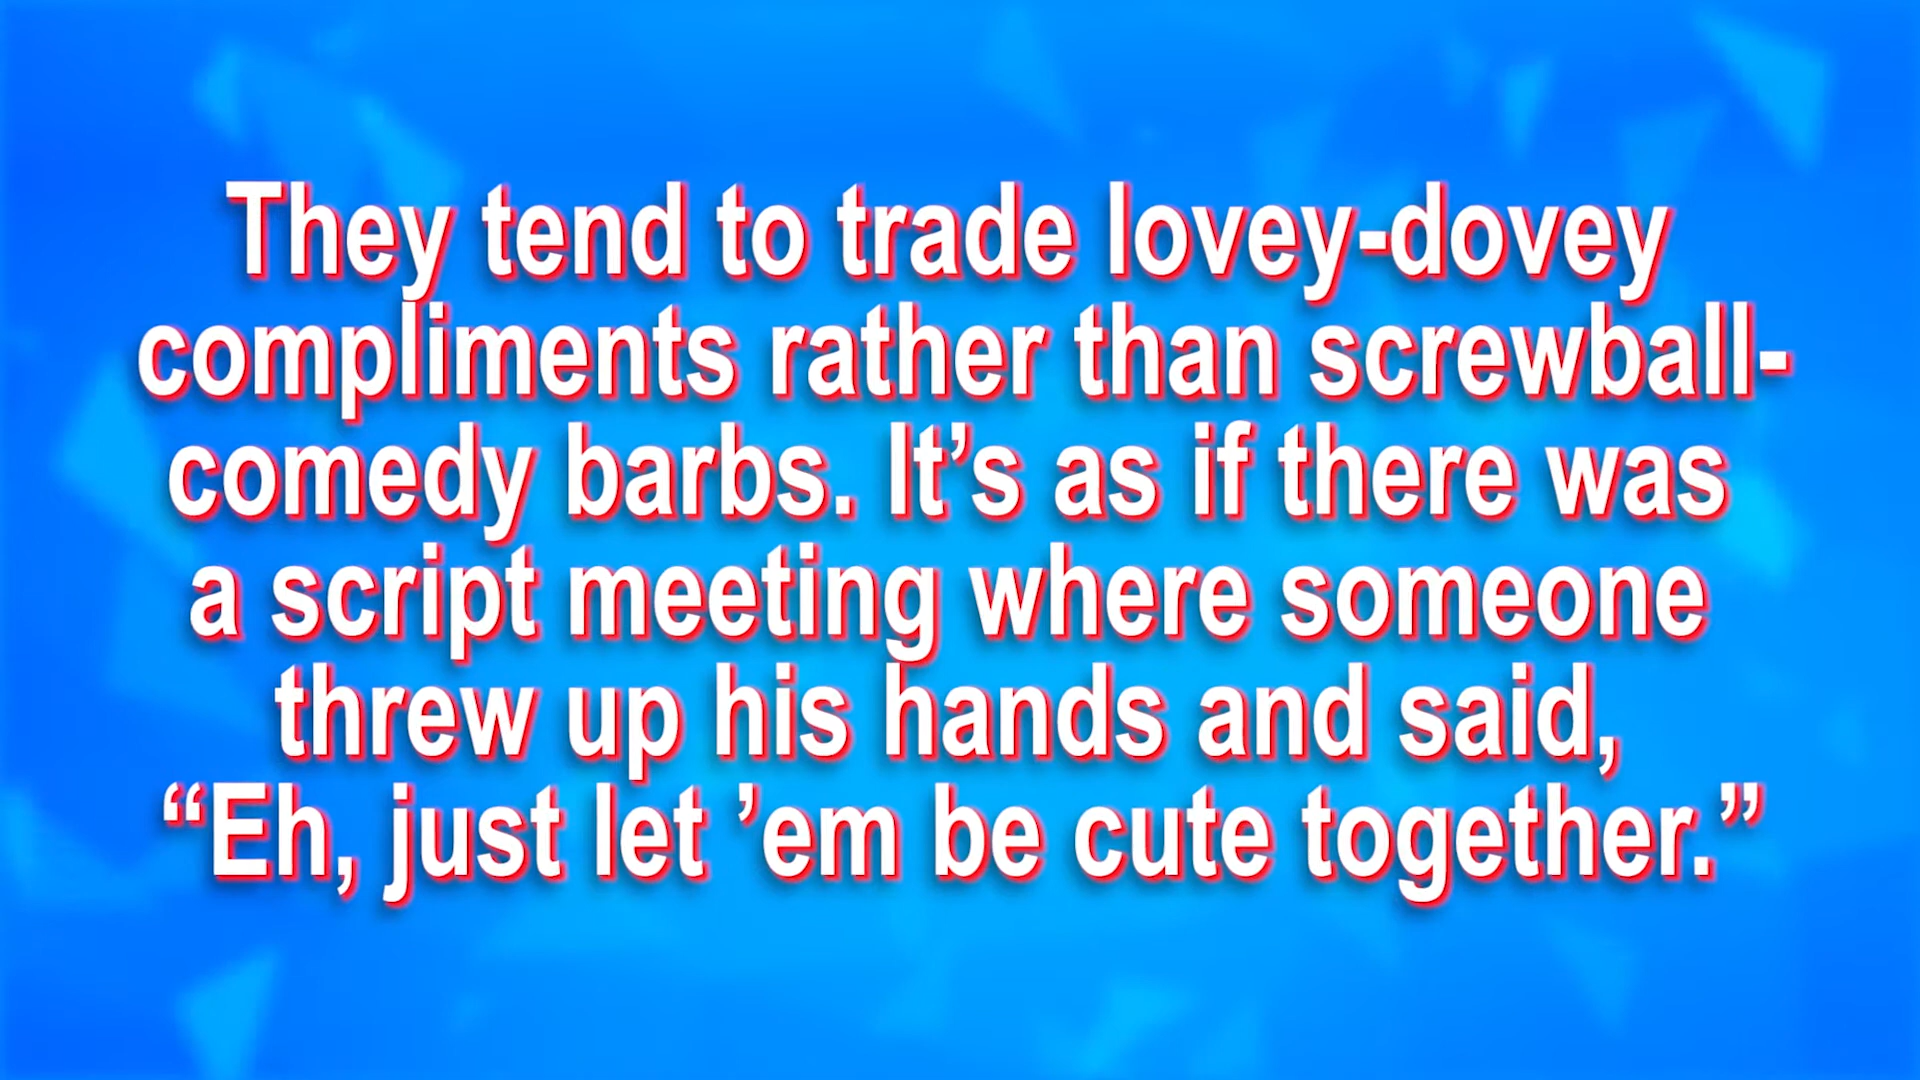 They tend to trade lovey-dovey
compliments rather than screwball-
comedy barbs. It’s as if there was
a script meeting where someone
threw up his hands and said,
“Eh, just let ’em be cute together.”